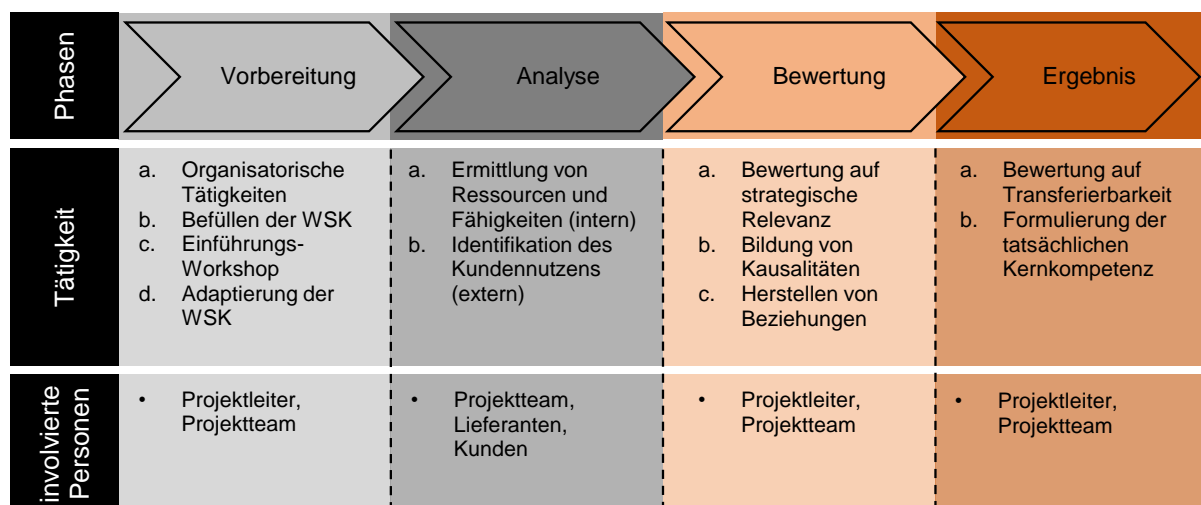 Phasen
Vorbereitung
Analyse
Bewertung
Ergebnis
Tätigkeit
a. Organisatorische
Tätigkeiten
b. Befüllen der WSK
c. Einführungs-
Workshop
d. Adaptierung der
WSK
a. Ermittlung von
Ressourcen und
Fähigkeiten (intern)
b. Identifikation des
Kundennutzens
(extern)
a. Bewertung auf
strategische
Relevanz
b. Bildung von
Kausalitäten
c. Herstellen von
Beziehungen
a. Bewertung auf
Transferierbarkeit
b. Formulierung der
tatsächlichen
Kernkompetenz
involvierte
Personen
• Projektleiter,
Projektteam
• Projektteam,
Lieferanten,
Kunden
• Projektleiter,
Projektteam
• Projektleiter,
Projektteam